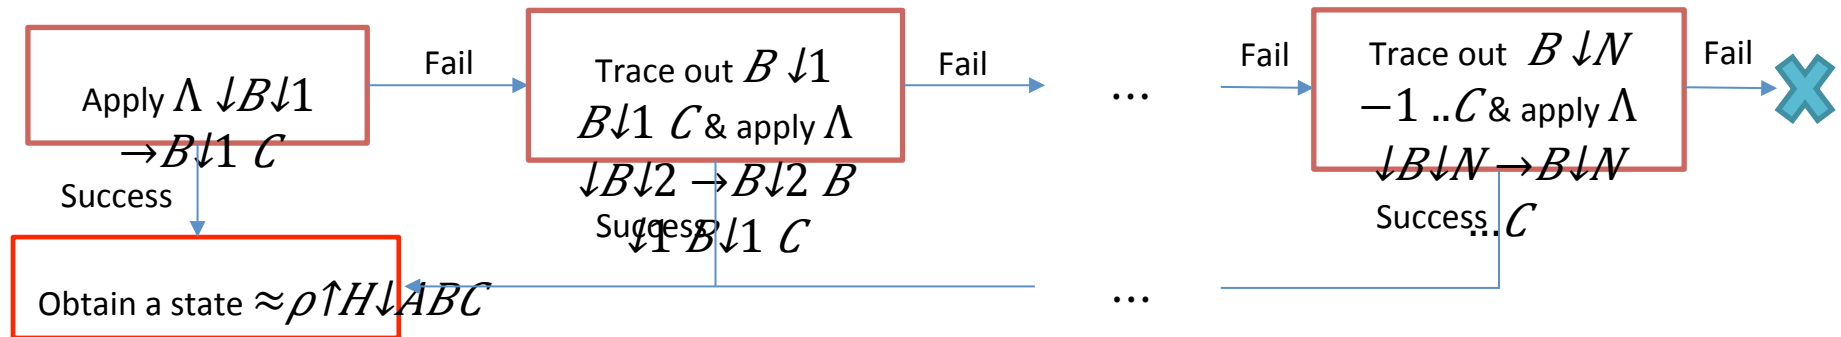 Apply Λ ↓B↓1
→B↓1 C
Fail
Trace out B ↓1
B↓1 C & apply Λ
↓B↓2 →B↓2 B
↓1 B↓1 C
Fail
...
Fail
Trace out B ↓N
−1 ..C & apply Λ
↓B↓N →B↓N
...C
Fail
Success
Success
Success
Obtain a state ≈ρ↑H↓ABC
...